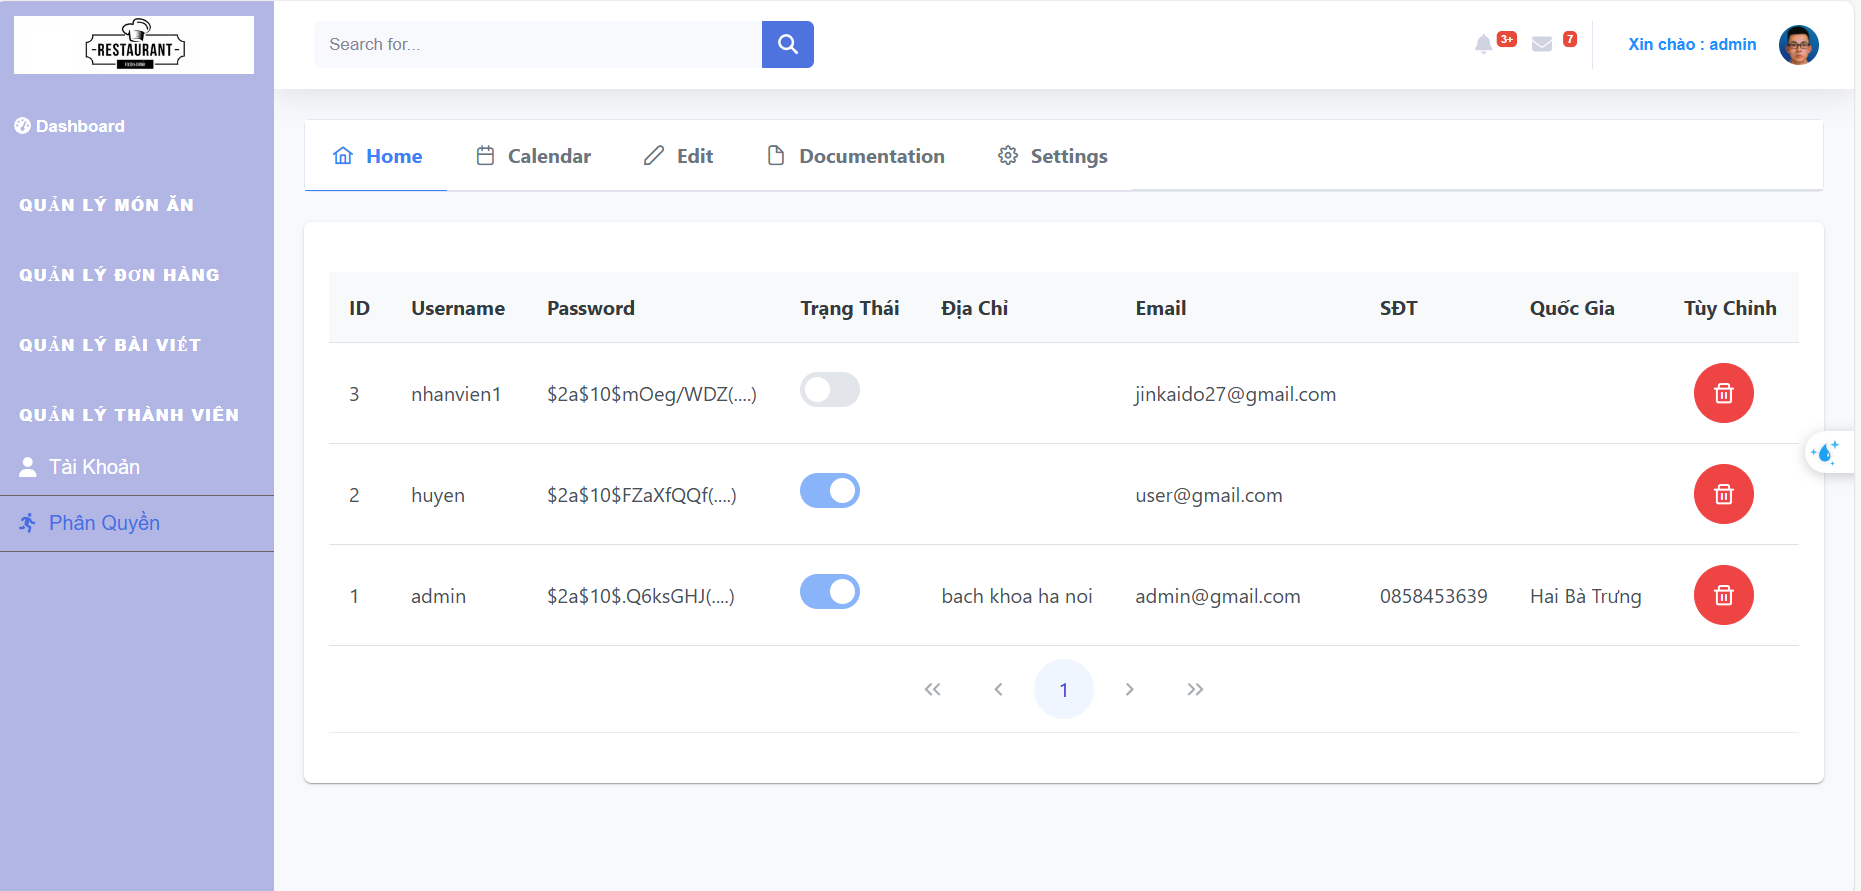 -RESTAURANT-
FOOD & DRINK
Search for...
3+
7
Xin chào : admin
Dashboard
Home
Calendar
Edit
Documentation
Settings
QUẢN LÝ MÓN ĂN
QUẢN LÝ ĐƠN HÀNG
QUẢN LÝ BÀI VIẾT
QUẢN LÝ THÀNH VIÊN
Tài Khoản
Phân Quyền
ID Username Password Trạng Thái Địa Chỉ Email SĐT Quốc Gia Tùy Chỉnh
3 nhanvien1 $2a$10$mOeg/WDZ(....) jinkaido27@gmail.com
2 huyen $2a$10$FZaXfQQf(....) user@gmail.com
1 admin $2a$10$.Q6ksGHJ(....) bach khoa ha noi admin@gmail.com 0858453639 Hai Bà Trưng
1